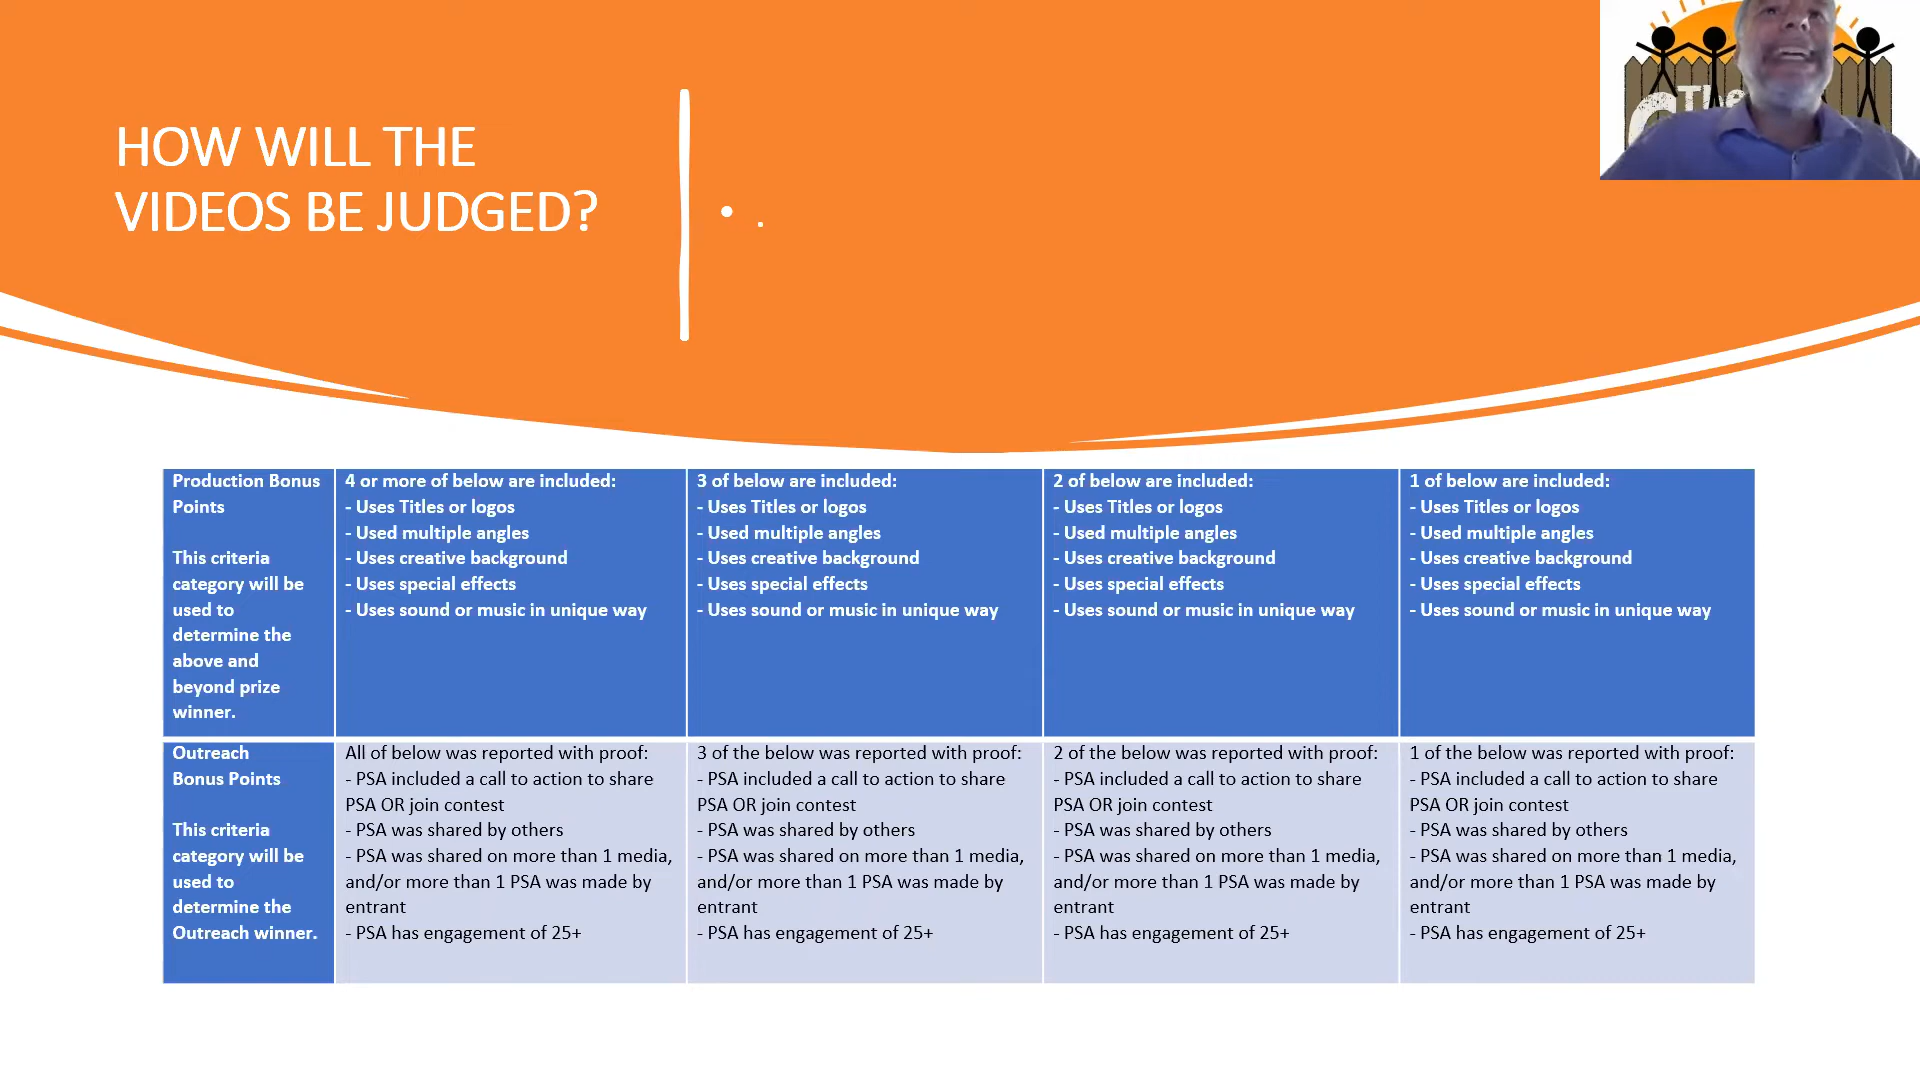 HOW WILL THE
VIDEOS BE JUDGED?
• .
The
Production Bonus
Points
This criteria
category will be
used to
determine the
above and
beyond prize
winner.
4 or more of below are included:
- Uses Titles or logos
- Used multiple angles
- Uses creative background
- Uses special effects
- Uses sound or music in unique way
3 of below are included:
- Uses Titles or logos
- Used multiple angles
- Uses creative background
- Uses special effects
- Uses sound or music in unique way
2 of below are included:
- Uses Titles or logos
- Used multiple angles
- Uses creative background
- Uses special effects
- Uses sound or music in unique way
1 of below are included:
- Uses Titles or logos
- Used multiple angles
- Uses creative background
- Uses special effects
- Uses sound or music in unique way
Outreach
Bonus Points
This criteria
category will be
used to
determine the
Outreach winner.
All of below was reported with proof:
- PSA included a call to action to share
PSA OR join contest
- PSA was shared by others
- PSA was shared on more than 1 media,
and/or more than 1 PSA was made by
entrant
- PSA has engagement of 25+
3 of the below was reported with proof:
- PSA included a call to action to share
PSA OR join contest
- PSA was shared by others
- PSA was shared on more than 1 media,
and/or more than 1 PSA was made by
entrant
- PSA has engagement of 25+
2 of the below was reported with proof:
- PSA included a call to action to share
PSA OR join contest
- PSA was shared by others
- PSA was shared on more than 1 media,
and/or more than 1 PSA was made by
entrant
- PSA has engagement of 25+
1 of the below was reported with proof:
- PSA included a call to action to share
PSA OR join contest
- PSA was shared by others
- PSA was shared on more than 1 media,
and/or more than 1 PSA was made by
entrant
- PSA has engagement of 25+